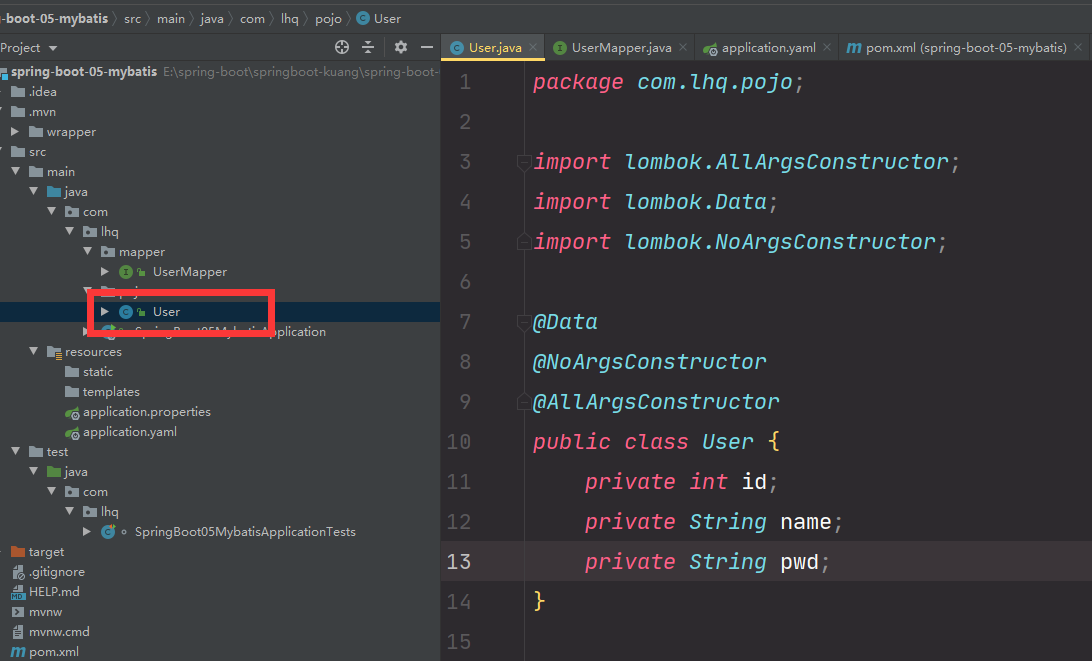 -boot-05-mybatis > src > main > java > com > lhq > pojo > User
Project
spring-boot-05-mybatis E:\spring-boot\springboot-kuang\spring-boot-
.idea
.mvn
wrapper
src
main
java
com
lhq
mapper
UserMapper
User
Application
resources
static
templates
application.properties
application.yaml
test
java
com
lhq
SpringBoot05MybatisApplicationTests
target
.gitignore
HELP.md
mvnw
mvnw.cmd
pom.xml
User.java UserMapper.java application.yaml pom.xml (spring-boot-05-mybatis)
1 package com.lhq.pojo;
2
3 import lombok.AllArgsConstructor;
4 import lombok.Data;
5 import lombok.NoArgsConstructor;
6
7 @Data
8 @NoArgsConstructor
9 @AllArgsConstructor
10 public class User {
11 private int id;
12 private String name;
13 private String pwd;
14 }
15